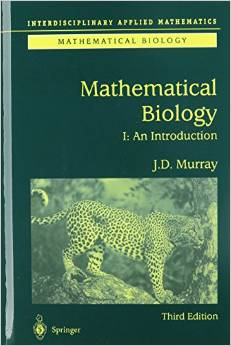 INTERDISCIPLINARY APPLIED MATHEMATICS
MATHEMATICAL BIOLOGY
Mathematical
Biology
I: An Introduction
J.D. Murray
Third Edition
Springer